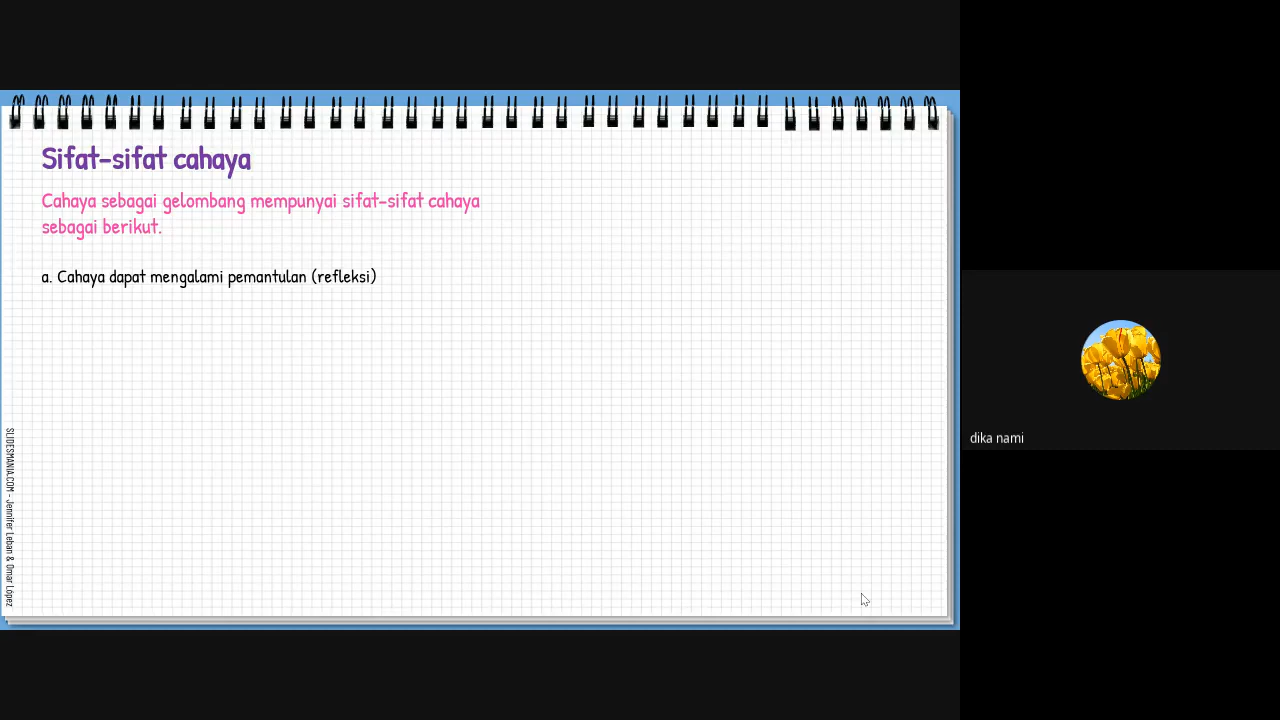 Sifat-sifat cahaya
Cahaya sebagai gelombang mempunyai sifat-sifat cahaya
sebagai berikut.
a. Cahaya dapat mengalami pemantulan (refleksi)
SLIDESMANIA.COM - Jennifer Leban & Omar López
dika nami